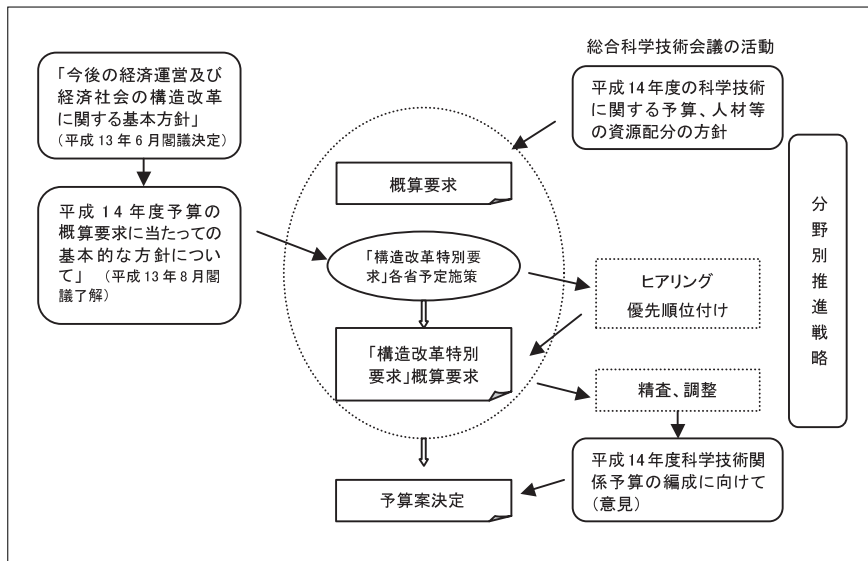 総合科学技術会議の活動
「今後の経済運営及び
経済社会の構造改革
に関する基本方針」
(平成13年6月閣議決定)
平成14年度の科学技術
に関する予算、人材等
の資源配分の方針
概算要求
平成14年度予算の
概算要求に当たっての
基本的な方針につい
て」 (平成13年8月閣
議了解)
「構造改革特別要
求」各省予定施策
ヒアリング
優先順位付け
「構造改革特別
要求」概算要求
精査、調整
平成14年度科学技術関
係予算の編成に向けて
(意見)
予算案決定
分野別推進戦略